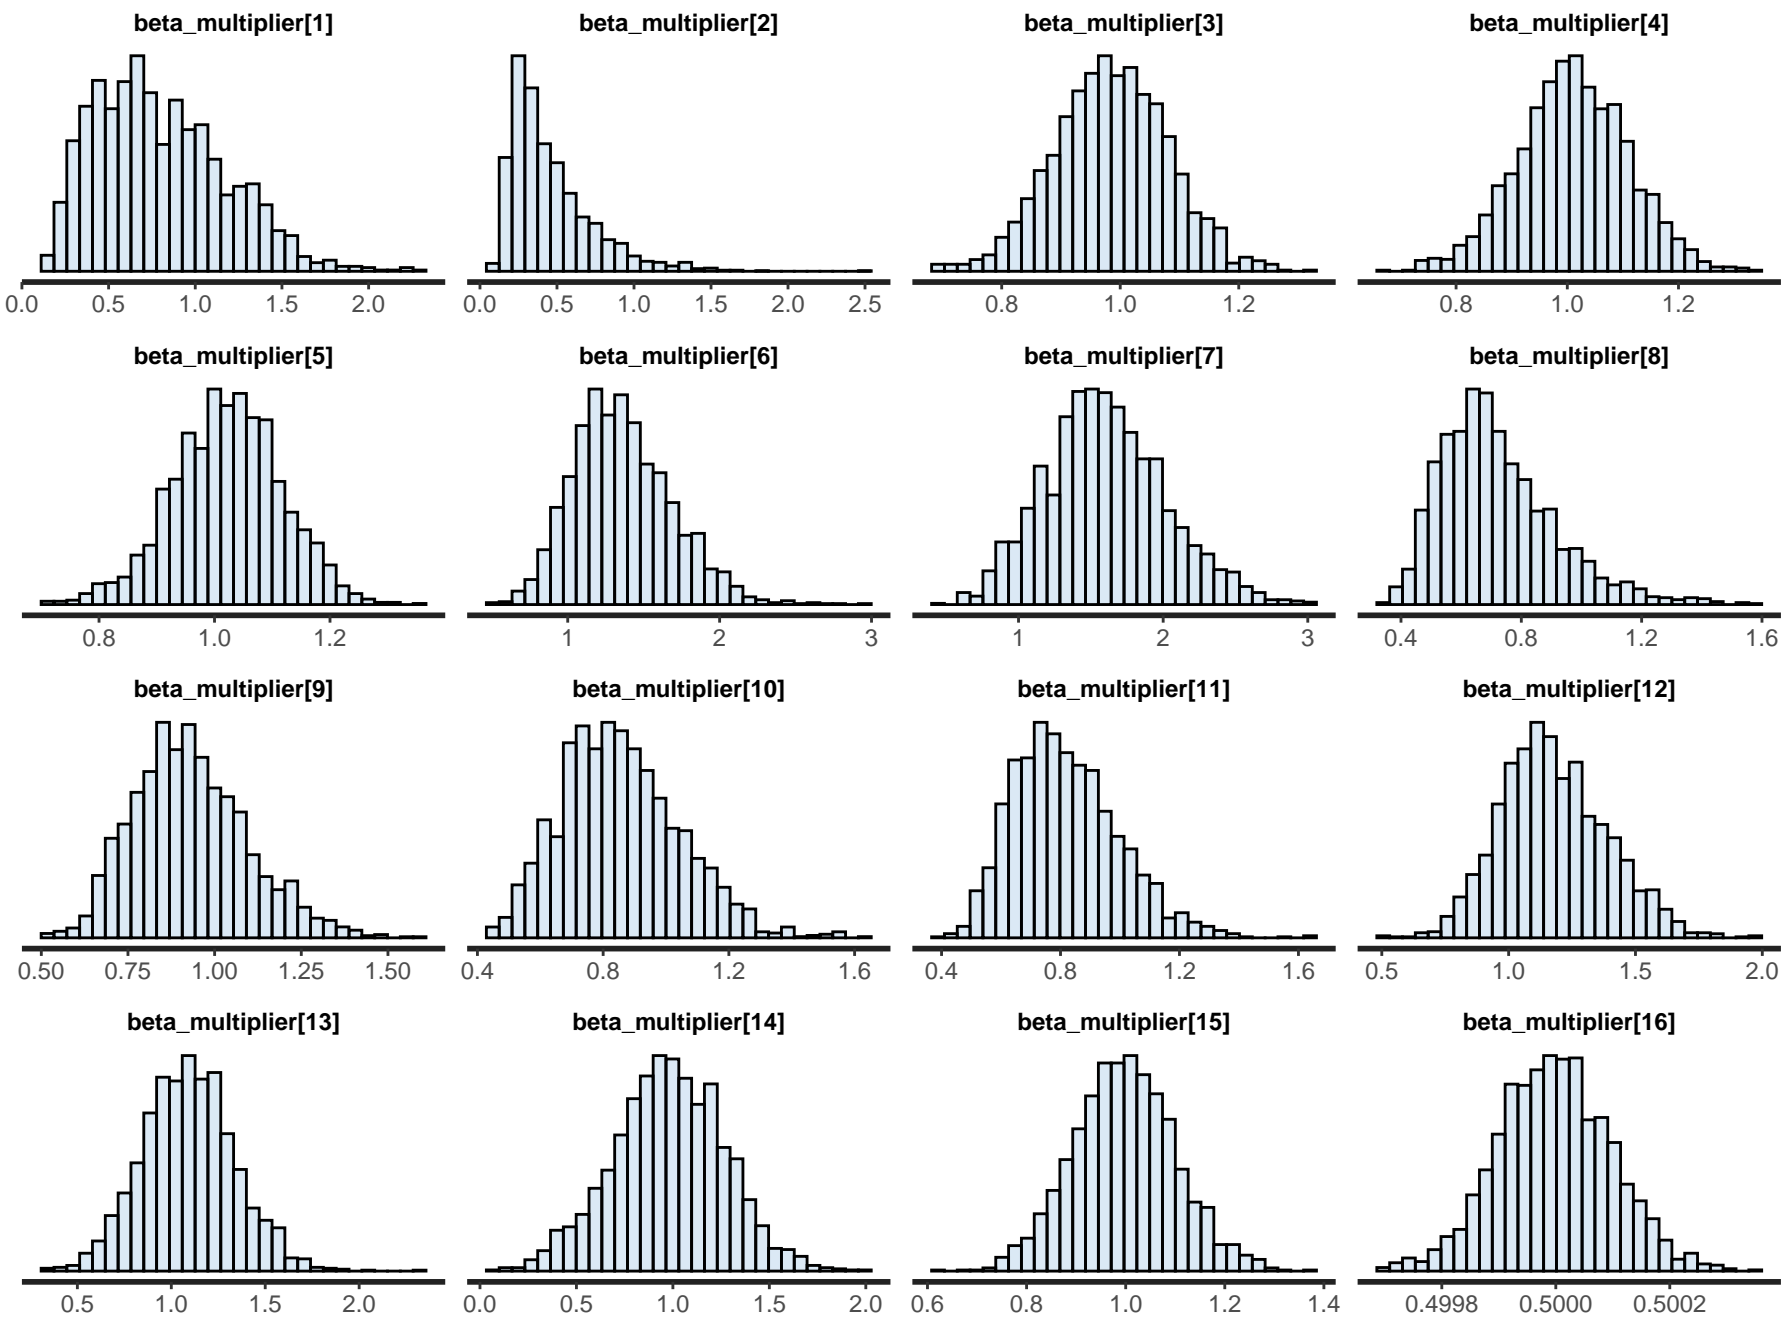 beta_multiplier[1] beta_multiplier[2] beta_multiplier[3] beta_multiplier[4]
0.0 0.5 1.0 1.5 2.0 0.0 0.5 1.0 1.5 2.0 2.5 0.8 1.0 1.2 0.8 1.0 1.2
beta_multiplier[5] beta_multiplier[6] beta_multiplier[7] beta_multiplier[8]
0.8 1.0 1.2 1 2 3 1 2 3 0.4 0.8 1.2 1.6
beta_multiplier[9] beta_multiplier[10] beta_multiplier[11] beta_multiplier[12]
0.50 0.75 1.00 1.25 1.50 0.4 0.8 1.2 1.6 0.4 0.8 1.2 1.6 0.5 1.0 1.5 2.0
beta_multiplier[13] beta_multiplier[14] beta_multiplier[15] beta_multiplier[16]
0.5 1.0 1.5 2.0 0.0 0.5 1.0 1.5 2.0 0.6 0.8 1.0 1.2 1.4 0.4998 0.5000 0.5002